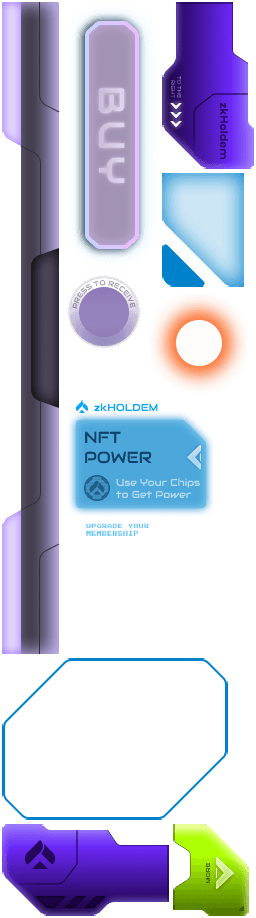 BUY
TO THE
RIGHT
zkHoldem
PRESS TO RECEIVE
zkHOLDEM
NFT
POWER
Use Your Chips
to Get Power
UPGRADE YOUR
MEMBERSHIP
MORE